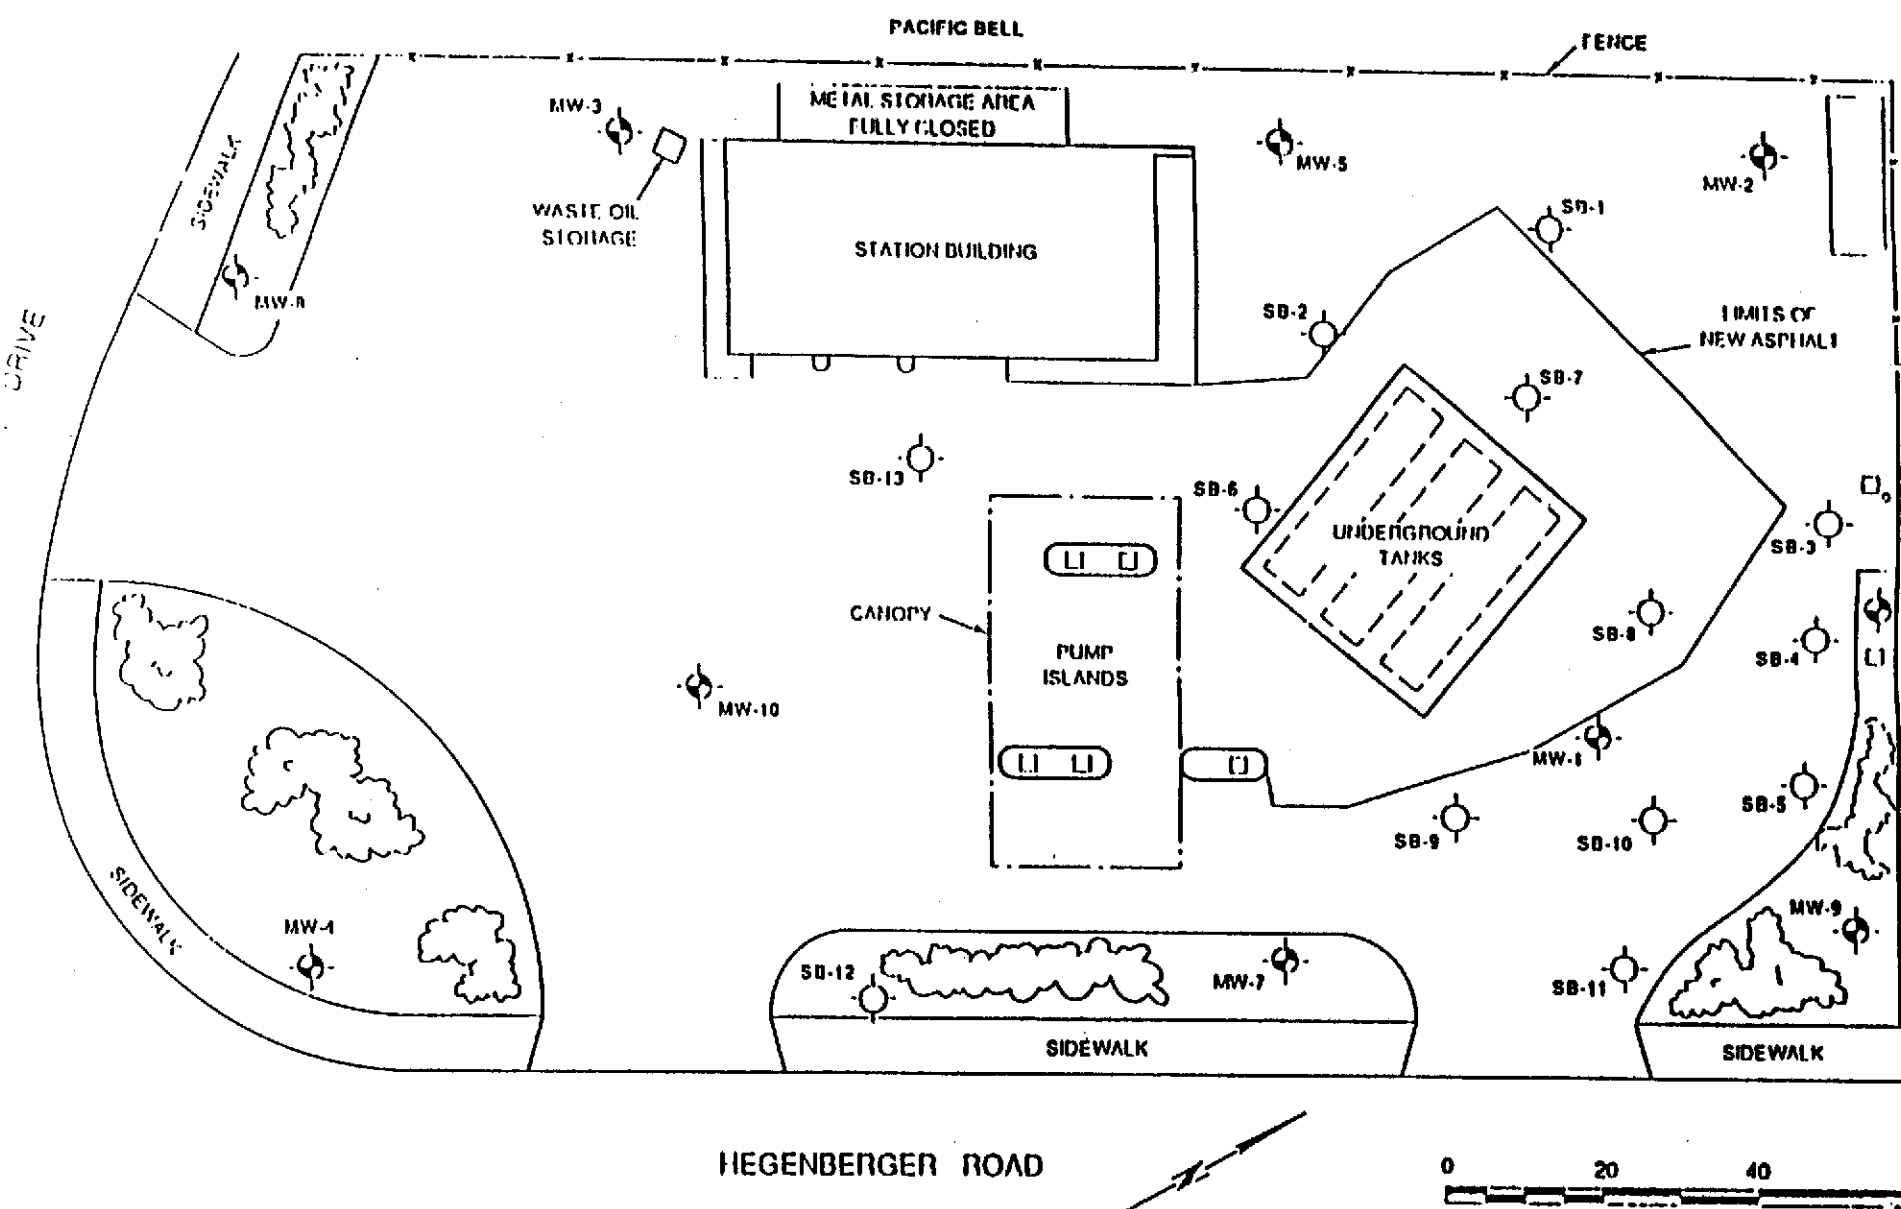 PACIFIC BELL
FENCE
MW-3
METAL STORAGE AREA
FULLY CLOSED
MW-5
MW-2
SIDEWALK
WASTE OIL
STORAGE
STATION BUILDING
SB-1
MW-8
SB-2
LIMITS OF
NEW ASPHALT
DRIVE
SB-7
SB-13
SB-6
UNDERGROUND
TANKS
SB-3
CANOPY
PUMP
ISLANDS
SB-8
SB-4
MW-10
MW-1
SB-5
SB-9
SB-10
SIDEWALK
MW-4
MW-9
SB-12
MW-7
SB-11
SIDEWALK
SIDEWALK
HEGENBERGER ROAD
0 20 40